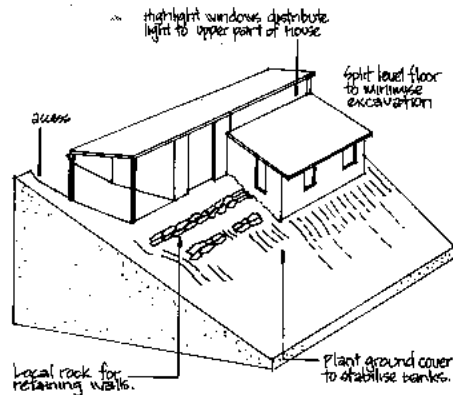 Highlight windows distribute
light to upper part of house
Split level floor
to minimise
excavation
access
Local rock for
retaining walls.
Plant ground cover
to stabilise banks.